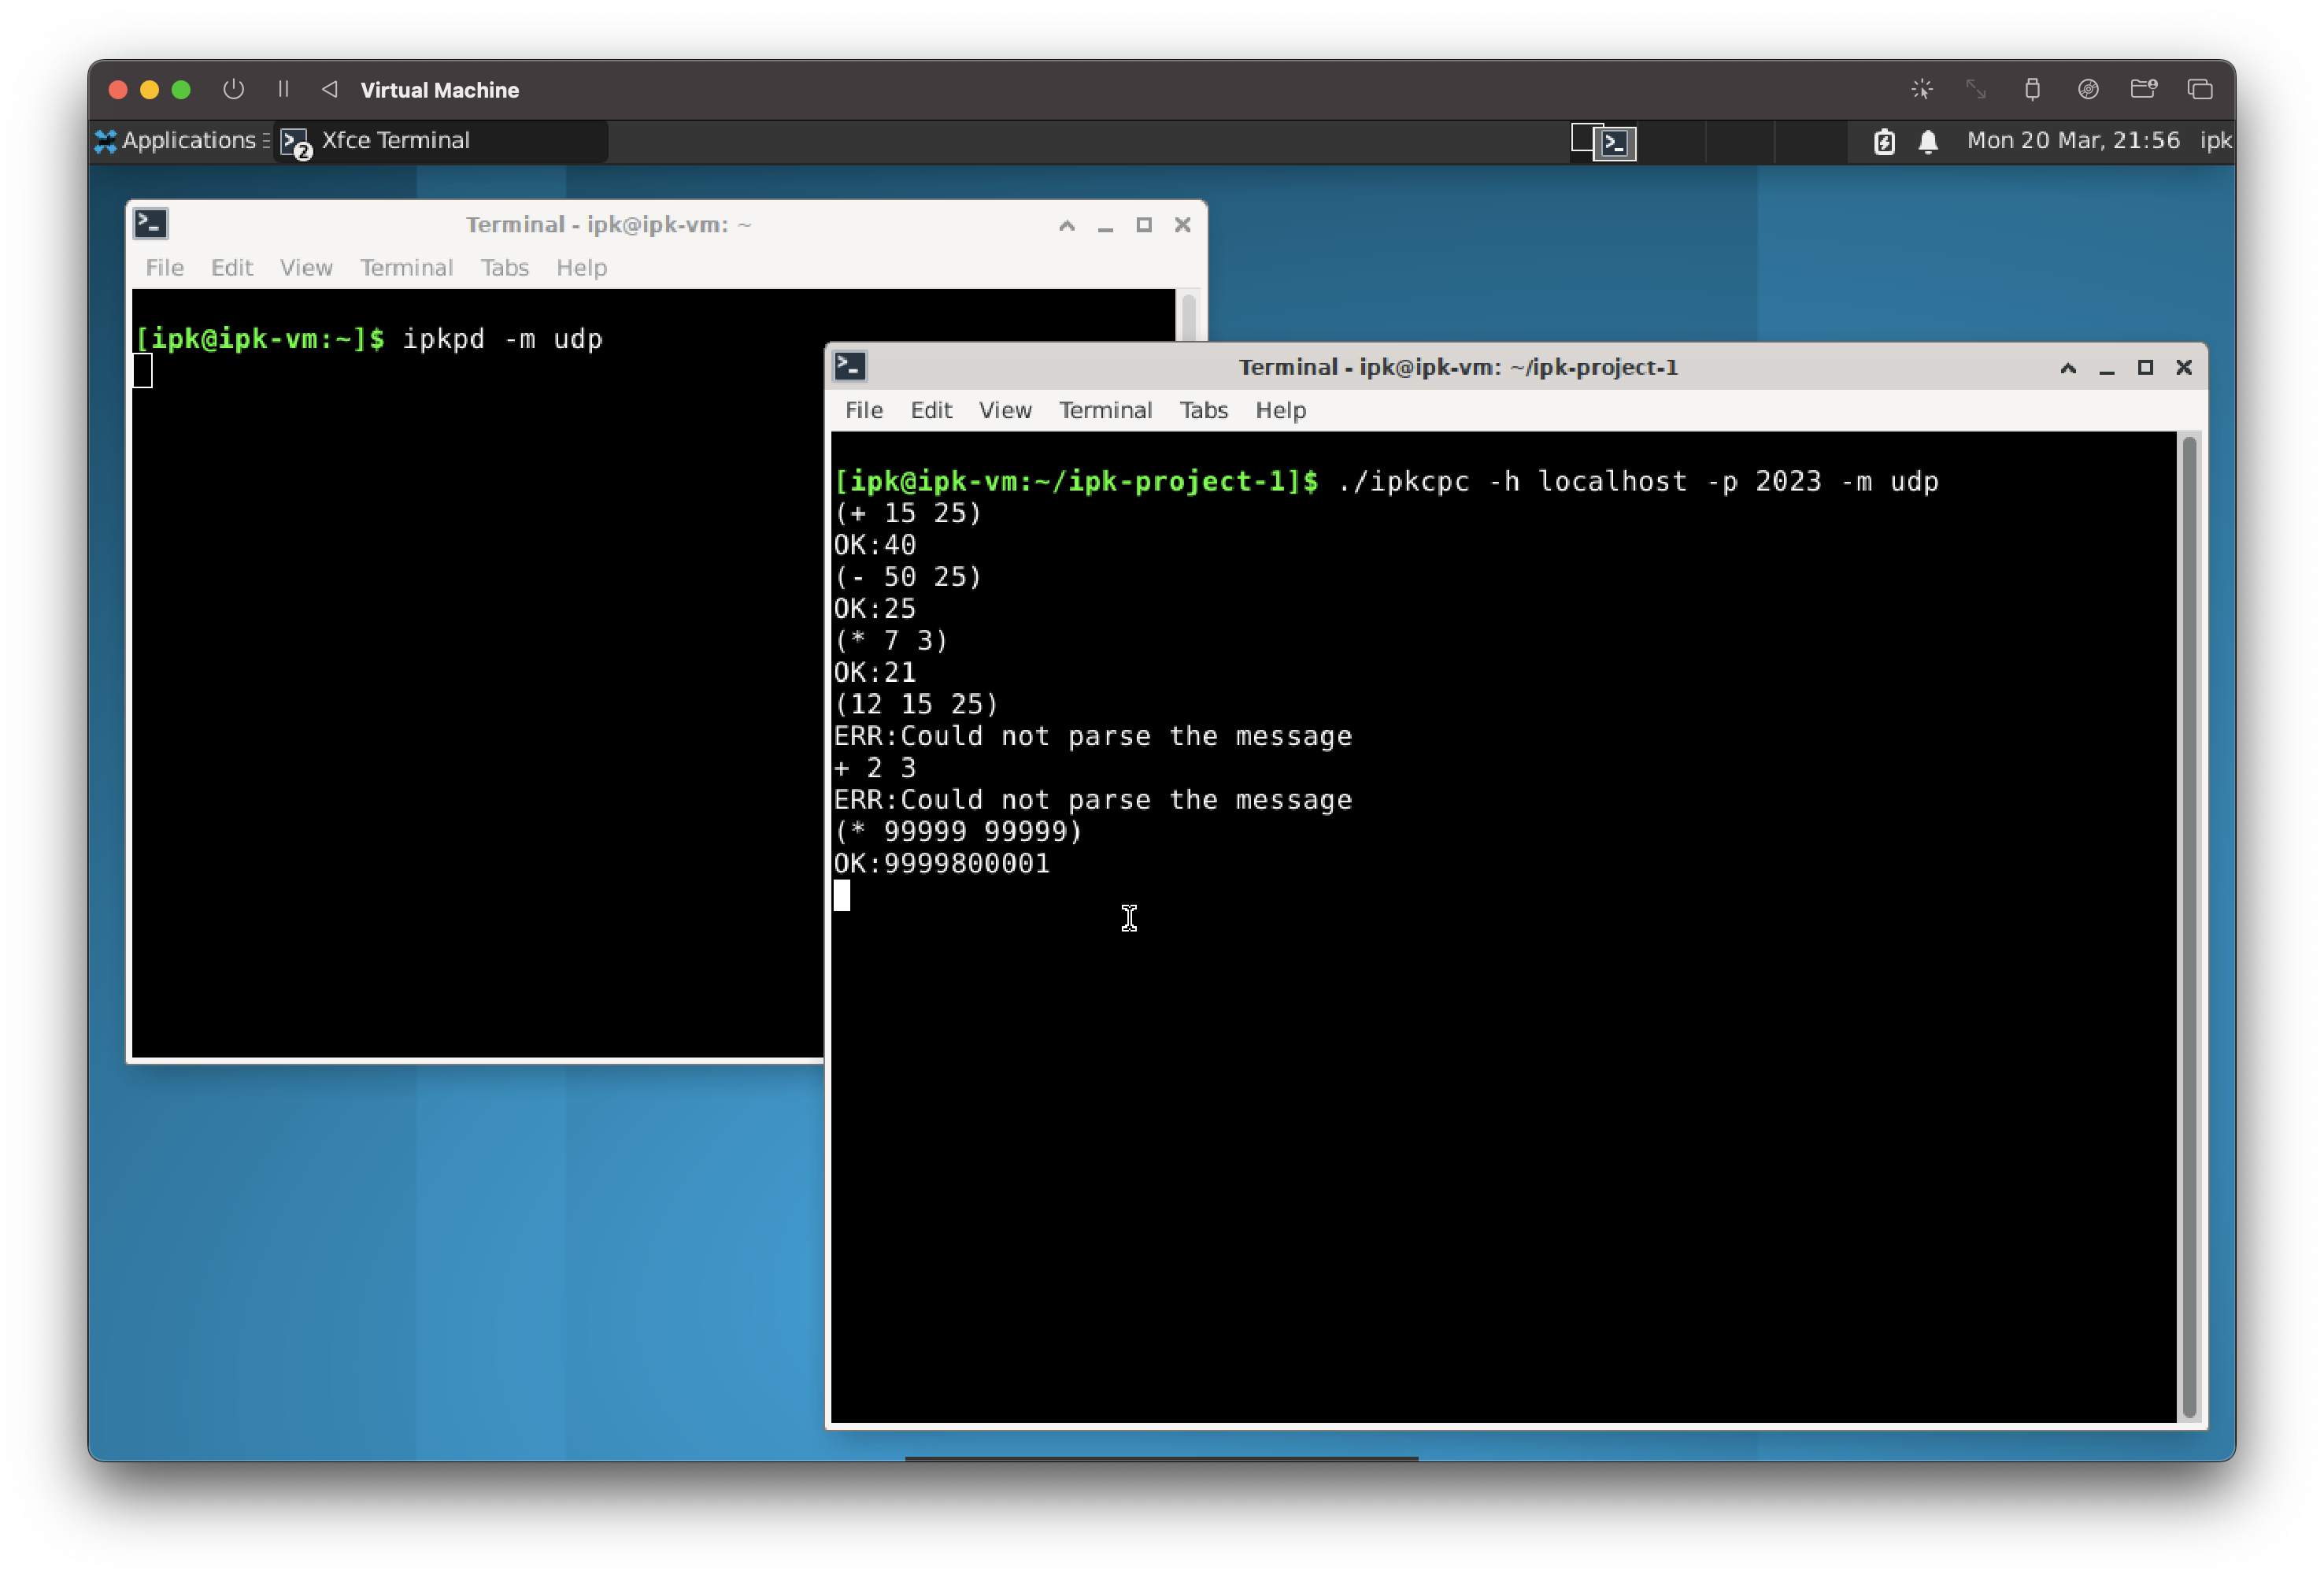 Virtual Machine
Applications Xfce Terminal Mon 20 Mar, 21:56 ipk
2
Terminal - ipk@ipk-vm: ~
File Edit View Terminal Tabs Help
[ipk@ipk-vm:~]$ ipkpd -m udp
Terminal - ipk@ipk-vm: ~/ipk-project-1
File Edit View Terminal Tabs Help
[ipk@ipk-vm:~/ipk-project-1]$ ./ipkcpc -h localhost -p 2023 -m udp
(+ 15 25)
OK:40
(- 50 25)
OK:25
(* 7 3)
OK:21
(12 15 25)
ERR:Could not parse the message
+ 2 3
ERR:Could not parse the message
(* 99999 99999)
OK:9999800001